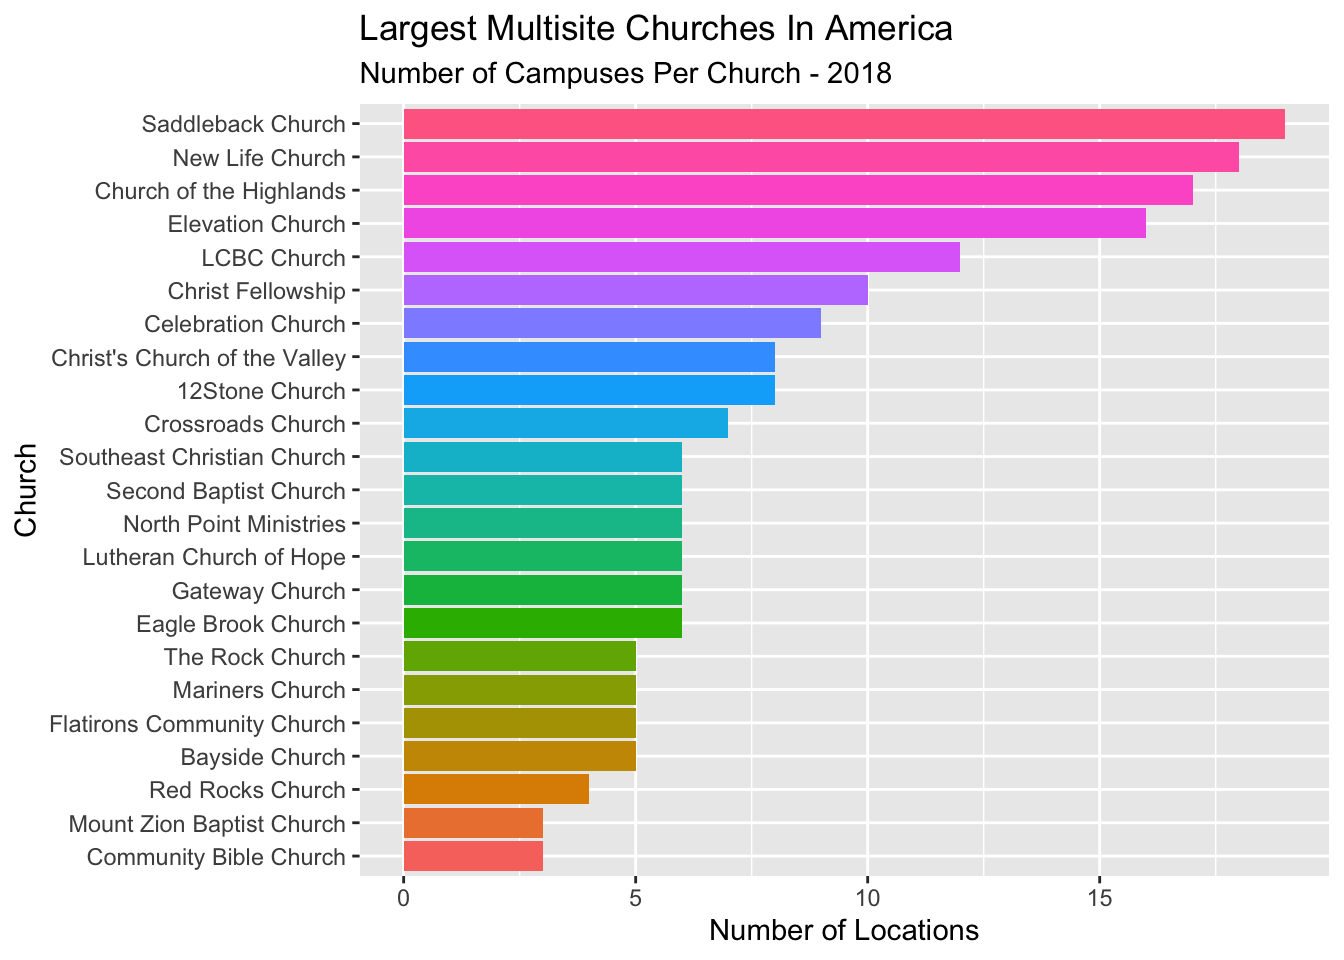 Largest Multisite Churches In America
Number of Campuses Per Church - 2018
Church
Saddleback Church
New Life Church
Church of the Highlands
Elevation Church
LCBC Church
Christ Fellowship
Celebration Church
Christ's Church of the Valley
12Stone Church
Crossroads Church
Southeast Christian Church
Second Baptist Church
North Point Ministries
Lutheran Church of Hope
Gateway Church
Eagle Brook Church
The Rock Church
Mariners Church
Flatirons Community Church
Bayside Church
Red Rocks Church
Mount Zion Baptist Church
Community Bible Church
0 5 10 15
Number of Locations